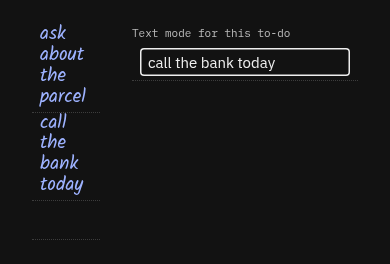 ask
about
the
parcel
call
the
bank
today
Text mode for this to-do
call the bank today